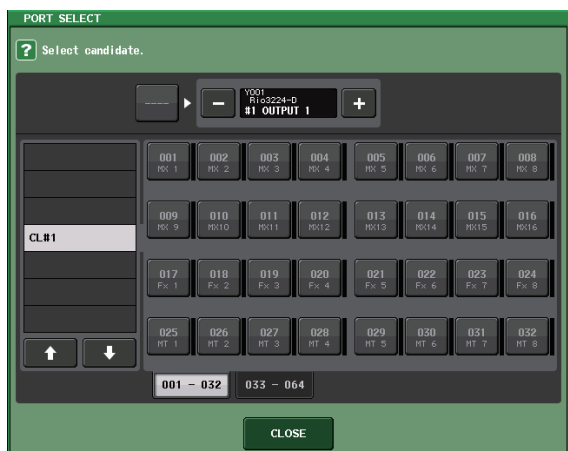 PORT SELECT
? Select candidate.
----
−
Y001
Rio3224-D
#1 OUTPUT 1
+
CL#1
001 002 003 004 005 006 007 008
MX 1 MX 2 MX 3 MX 4 MX 5 MX 6 MX 7 MX 8
009 010 011 012 013 014 015 016
MX 9 MX10 MX11 MX12 MX13 MX14 MX15 MX16
017 018 019 020 021 022 023 024
Fx 1 Fx 2 Fx 3 Fx 4 Fx 5 Fx 6 Fx 7 Fx 8
025 026 027 028 029 030 031 032
MT 1 MT 2 MT 3 MT 4 MT 5 MT 6 MT 7 MT 8
001 - 032 033 - 064
CLOSE